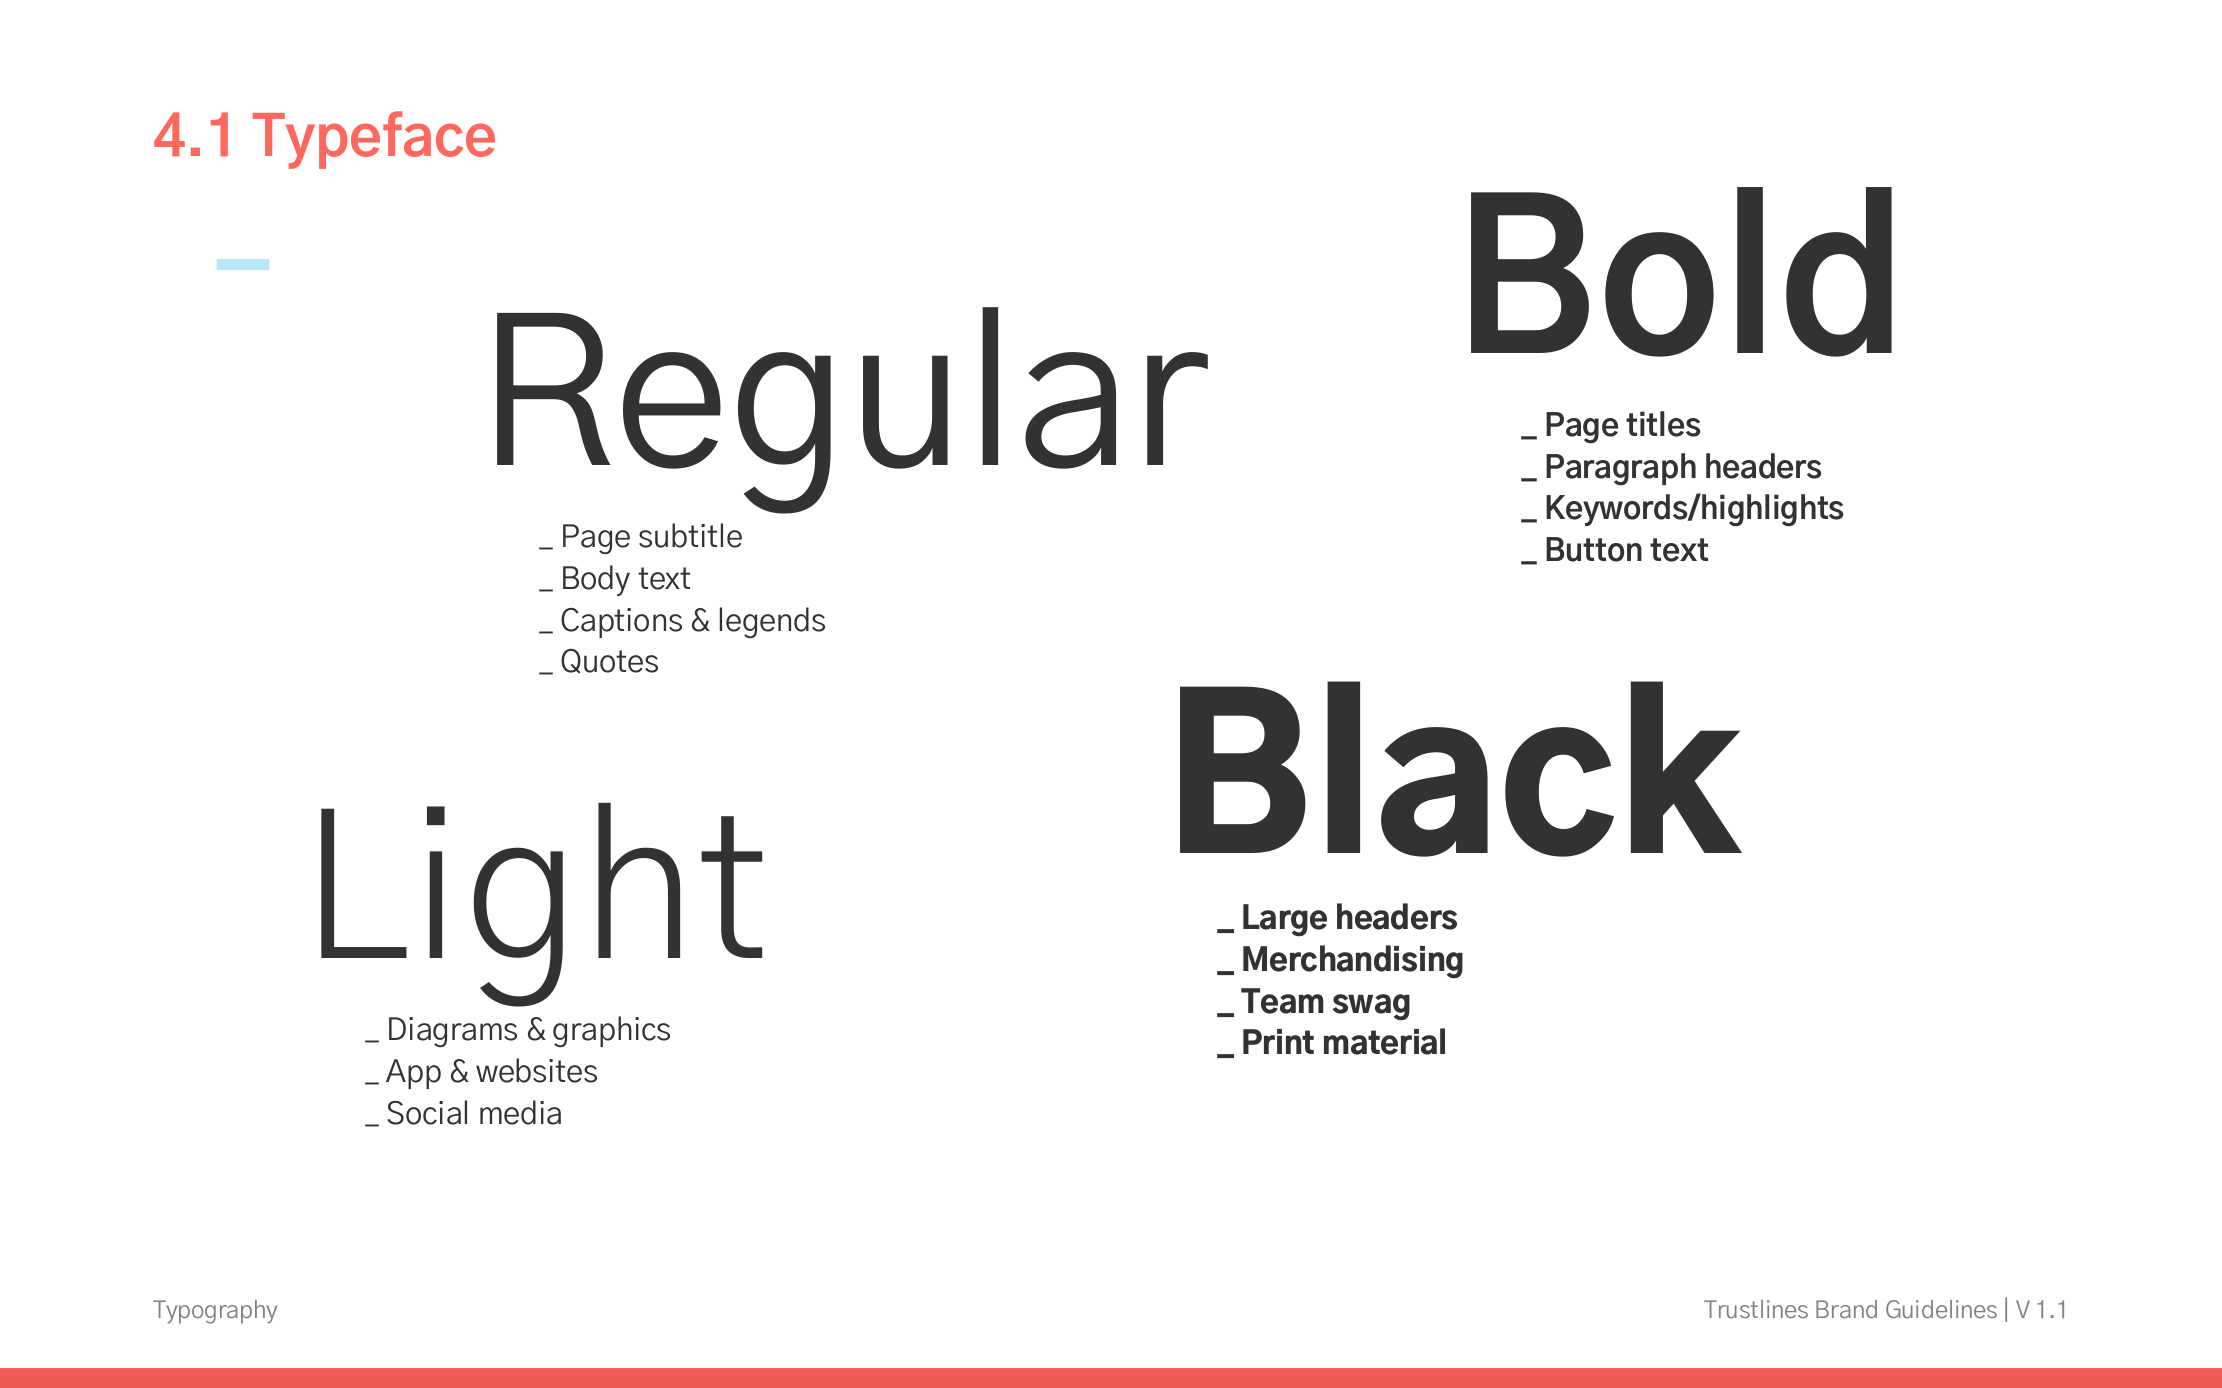 4.1 Typeface
Regular
_ Page subtitle
_ Body text
_ Captions & legends
_ Quotes
Bold
_ Page titles
_ Paragraph headers
_ Keywords/highlights
_ Button text
Light
_ Diagrams & graphics
_ App & websites
_ Social media
Black
_ Large headers
_ Merchandising
_ Team swag
_ Print material
Typography
Trustlines Brand Guidelines | V 1.1